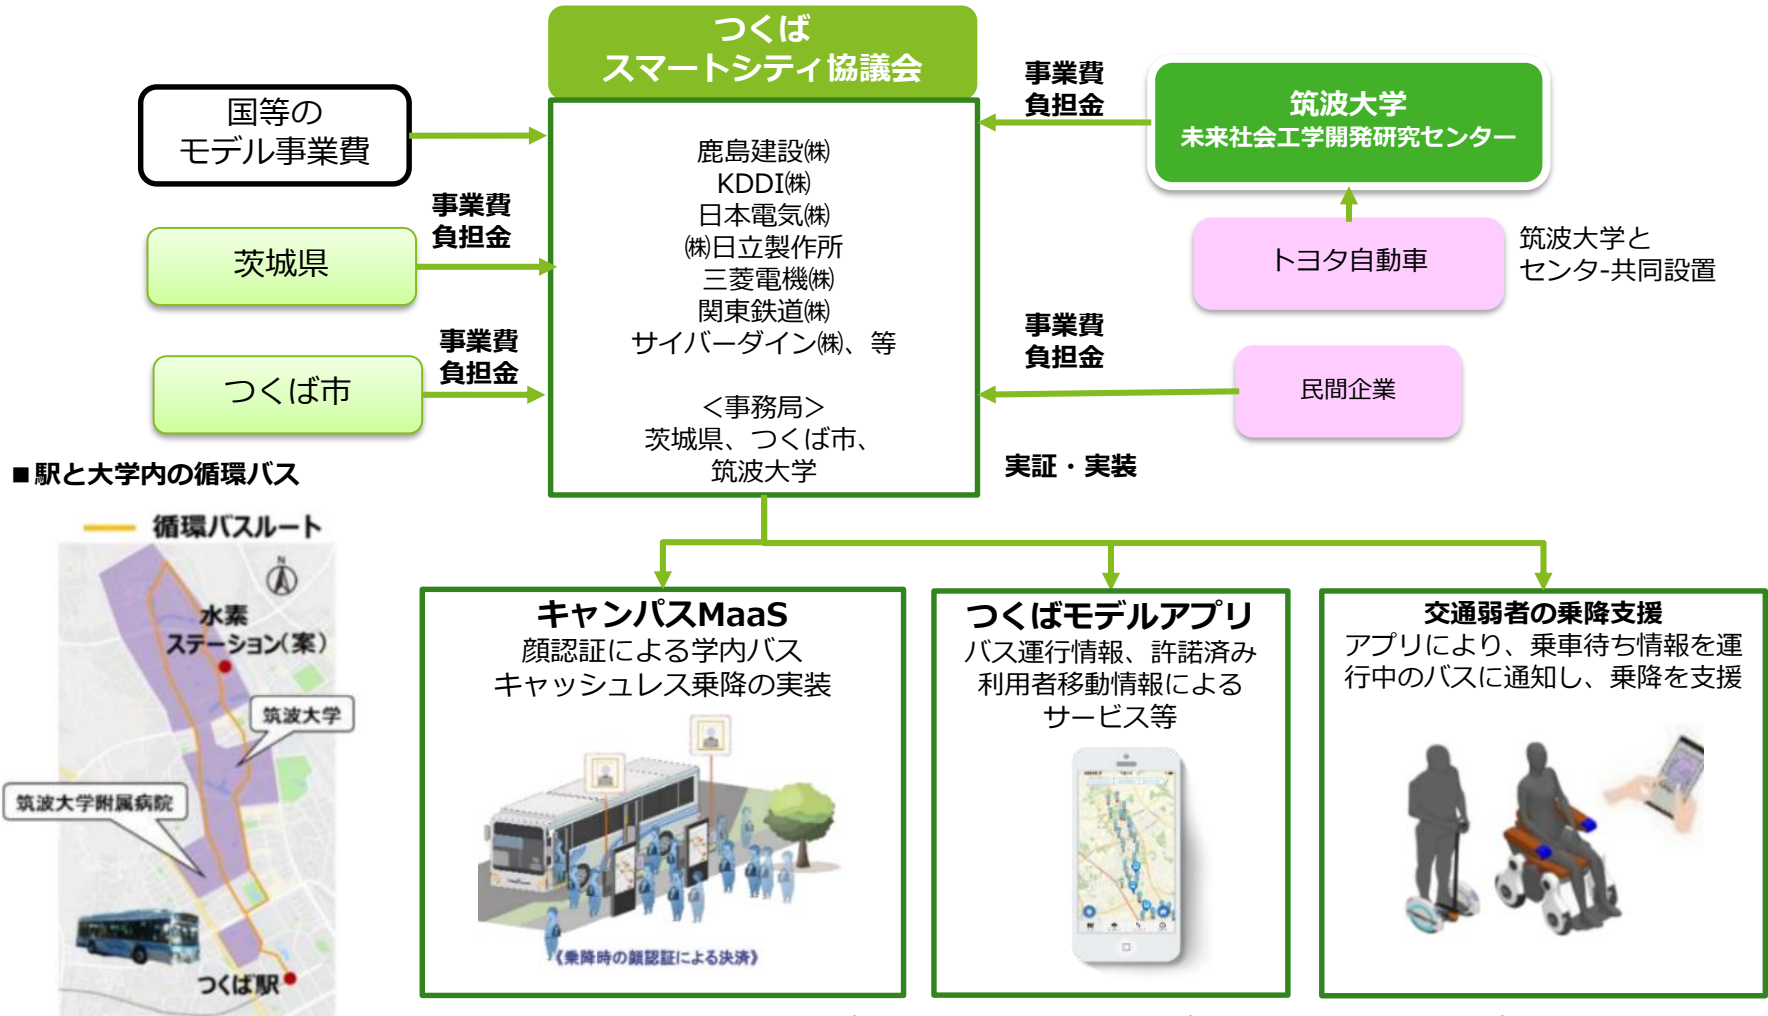 つくば
スマートシティ協議会
国等の
モデル事業費
事業費
負担金
茨城県
事業費
負担金
つくば市
鹿島建設㈱
KDDI㈱
日本電気㈱
㈱日立製作所
三菱電機㈱
関東鉄道㈱
サイバーダイン㈱、等
＜事務局＞
茨城県、つくば市、
筑波大学
事業費
負担金
筑波大学
未来社会工学開発研究センター
トヨタ自動車
筑波大学と
センタ-共同設置
事業費
負担金
民間企業
実証・実装
■駅と大学内の循環バス
循環バスルート
N
水素
ステーション(案)
筑波大学
筑波大学附属病院
つくば駅
キャンパスMaaS
顔認証による学内バス
キャッシュレス乗降の実装
《乗降時の顔認証による決済》
つくばモデルアプリ
バス運行情報、許諾済み
利用者移動情報による
サービス等
交通弱者の乗降支援
アプリにより、乗車待ち情報を運
行中のバスに通知し、乗降を支援